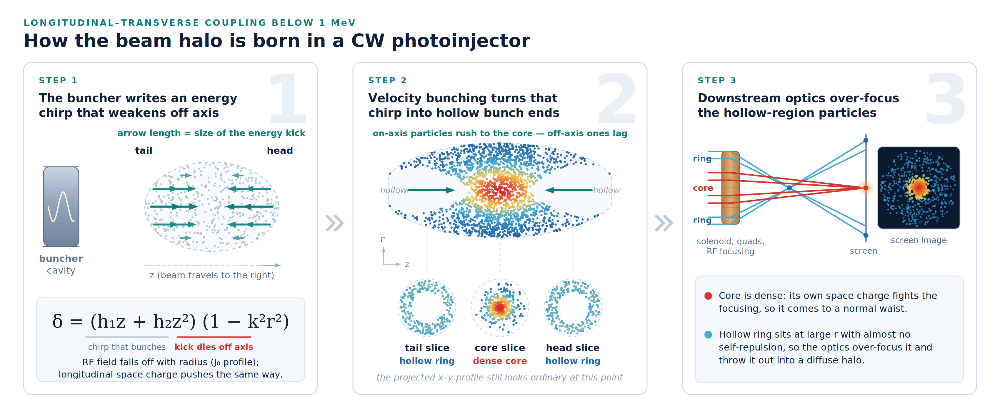 LONGITUDINAL–TRANSVERSE COUPLING BELOW 1 MeV
How the beam halo is born in a CW photoinjector
STEP 1
1
The buncher writes an energy
chirp that weakens off axis
arrow length = size of the energy kick
tail
head
buncher
cavity
z (beam travels to the right)
δ = (h₁z + h₂z²) (1 − k²r²)
chirp that bunches
kick dies off axis
RF field falls off with radius (J₀ profile);
longitudinal space charge pushes the same way.
STEP 2
2
Velocity bunching turns that
chirp into hollow bunch ends
on-axis particles rush to the core — off-axis ones lag
hollow
hollow
r
z
tail slice
hollow ring
core slice
dense core
head slice
hollow ring
the projected x–y profile still looks ordinary at this point
STEP 3
3
Downstream optics over-focus
the hollow-region particles
ring
core
ring
solenoid, quads,
RF focusing
screen
screen image
Core is dense: its own space charge fights the
focusing, so it comes to a normal waist.
Hollow ring sits at large r with almost no
self-repulsion, so the optics over-focus it and
throw it out into a diffuse halo.